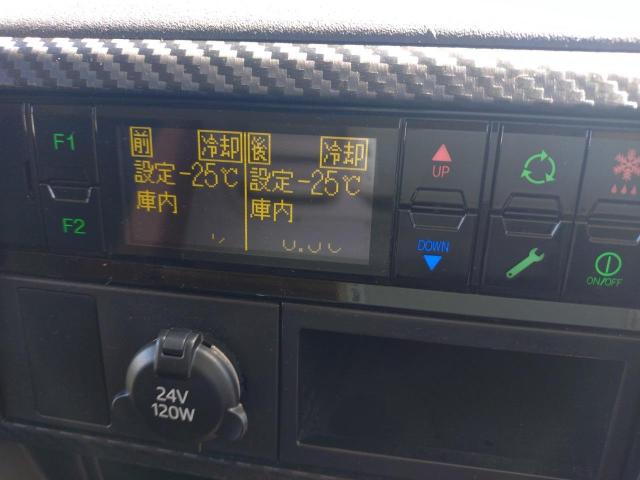 F1
F2
前 冷却 後 冷却
設定-25℃ 設定-25℃
庫内 庫内
UP
DOWN
ON/OFF
24V
120W